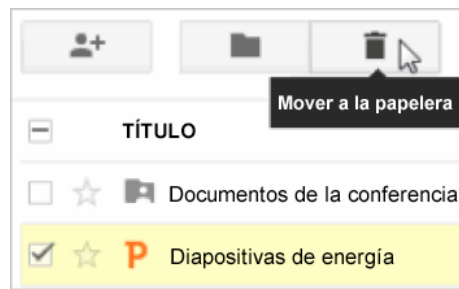 Mover a la papelera
TÍTULO
Documentos de la conferencia
P Diapositivas de energía